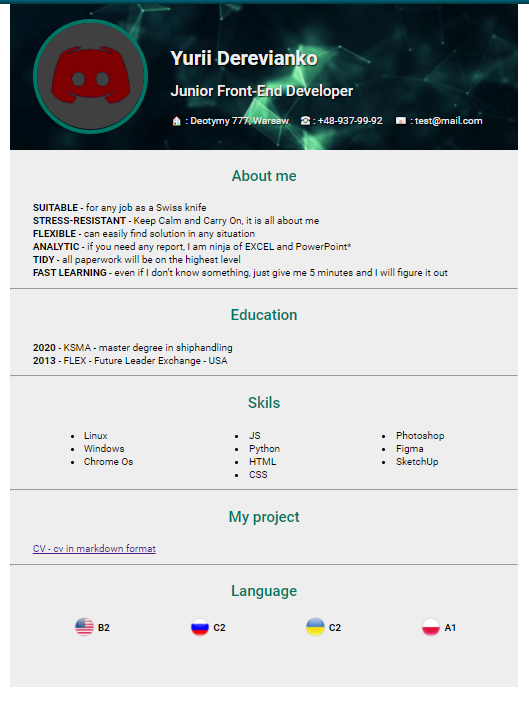 Yurii Derevianko
Junior Front-End Developer
: Deotymy 777, Warsaw : +48-937-99-92 : test@mail.com
About me
SUITABLE - for any job as a Swiss knife
STRESS-RESISTANT - Keep Calm and Carry On, it is all about me
FLEXIBLE - can easily find solution in any situation
ANALYTIC - if you need any report, I am ninja of EXCEL and PowerPoint*
TIDY - all paperwork will be on the highest level
FAST LEARNING - even if I don't know something, just give me 5 minutes and I will figure it out
Education
2020 - KSMA - master degree in shiphandling
2013 - FLEX - Future Leader Exchange - USA
Skils
• Linux
• Windows
• Chrome Os
• JS
• Python
• HTML
• CSS
• Photoshop
• Figma
• SketchUp
My project
CV - cv in markdown format
Language
B2 C2 C2 A1